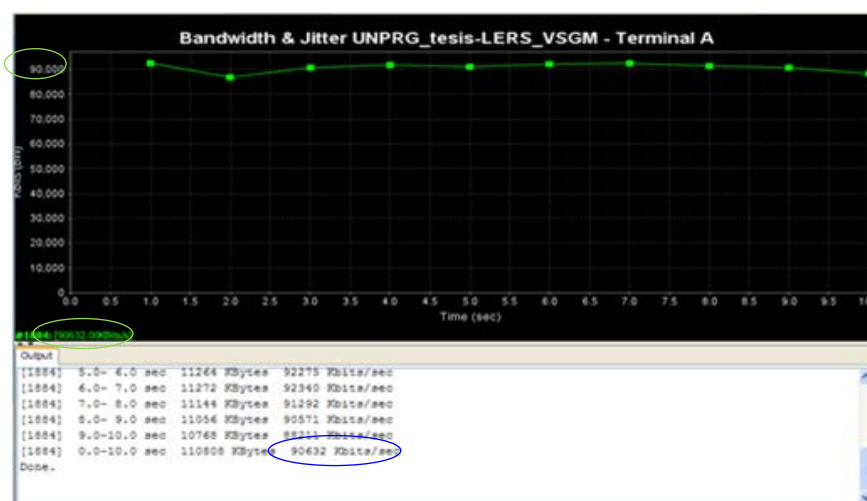 Bandwidth & Jitter UNPRG_tesis-LERS_VSGM - Terminal A
90,000
80,000
70,000
60,000
50,000
40,000
30,000
20,000
10,000
0
0.0 0.5 1.0 1.5 2.0 2.5 3.0 3.5 4.0 4.5 5.0 5.5 6.0 6.5 7.0 7.5 8.0 8.5 9.0 9.5
Time (sec)
#1884: [90632.00KBits/s]
Output
[1884] 5.0- 6.0 sec 11264 KBytes 92275 Kbits/sec
[1884] 6.0- 7.0 sec 11272 KBytes 92340 Kbits/sec
[1884] 7.0- 8.0 sec 11144 KBytes 91292 Kbits/sec
[1884] 8.0- 9.0 sec 11056 KBytes 90571 Kbits/sec
[1884] 9.0-10.0 sec 10768 KBytes 88211 Kbits/sec
[1884] 0.0-10.0 sec 110808 KBytes 90632 Kbits/sec
Done.